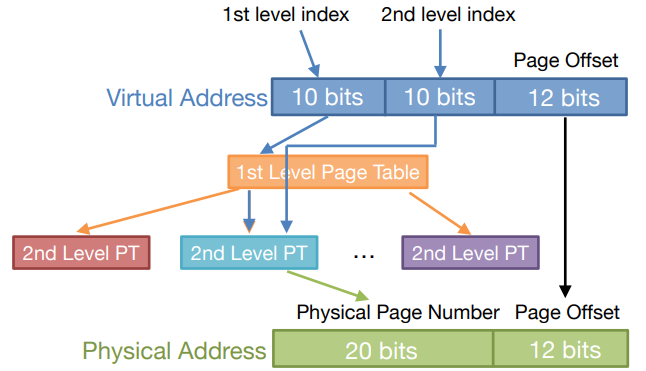 1st level index 2nd level index
Page Offset
Virtual Address 10 bits 10 bits 12 bits
1st Level Page Table
2nd Level PT 2nd Level PT ... 2nd Level PT
Physical Page Number Page Offset
Physical Address 20 bits 12 bits